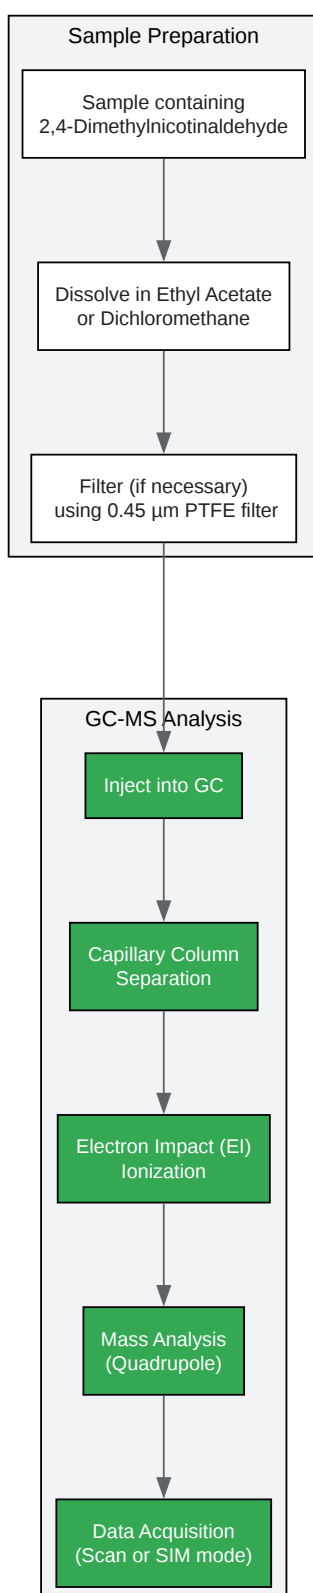 Sample Preparation
Sample containing
2,4-Dimethylnicotinaldehyde
Dissolve in Ethyl Acetate
or Dichloromethane
Filter (if necessary)
using 0.45 µm PTFE filter
GC-MS Analysis
Inject into GC
Capillary Column
Separation
Electron Impact (EI)
Ionization
Mass Analysis
(Quadrupole)
Data Acquisition
(Scan or SIM mode)